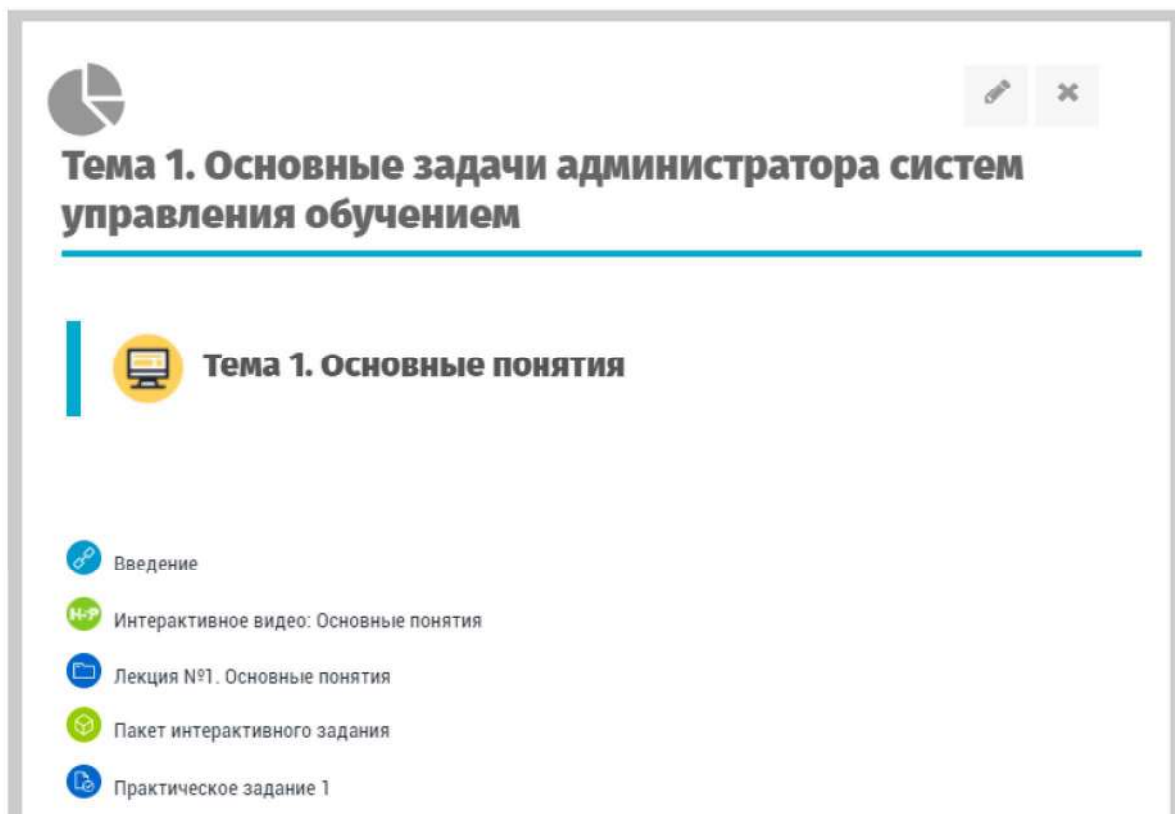 Тема 1. Основные задачи администратора систем
управления обучением
Тема 1. Основные понятия
Введение
H-P
Интерактивное видео: Основные понятия
Лекция №1. Основные понятия
Пакет интерактивного задания
Практическое задание 1